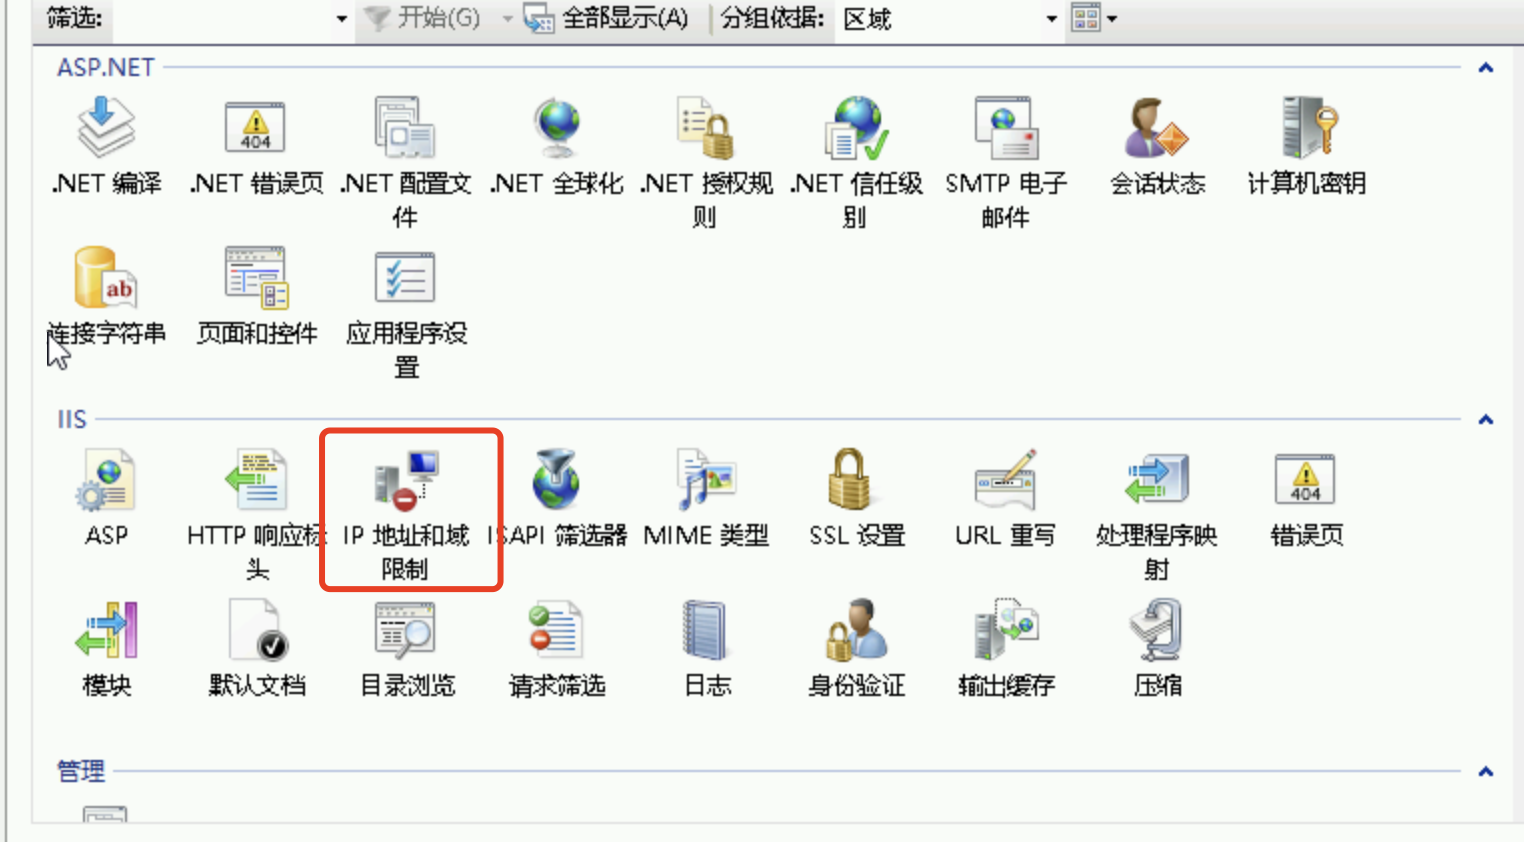 筛选: 开始(G) 全部显示(A) 分组依据: 区域
ASP.NET
.NET 编译 .NET 错误页 .NET 配置文件 .NET 全球化 .NET 授权规则 .NET 信任级别 SMTP 电子邮件 会话状态 计算机密钥
404
连接字符串 页面和控件 应用程序设置
ab
IIS
ASP HTTP 响应标头 IP 地址和域限制 ISAPI 筛选器 MIME 类型 SSL 设置 URL 重写 处理程序映射 错误页
404
模块 默认文档 目录浏览 请求筛选 日志 身份验证 输出缓存 压缩
管理